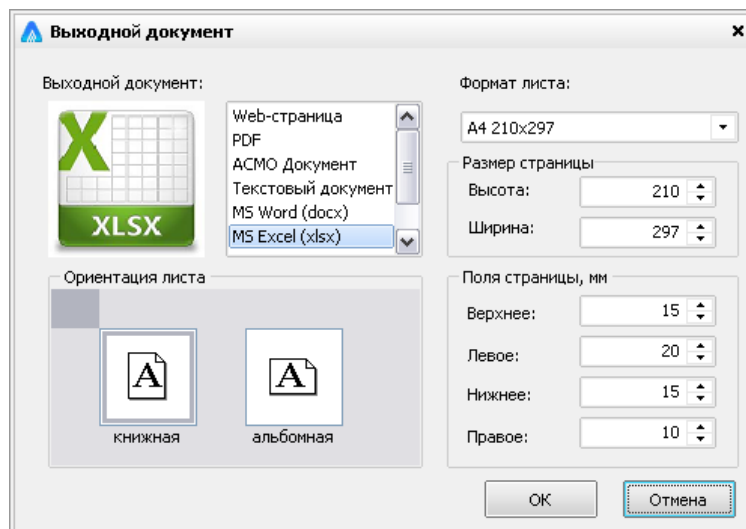 Выходной документ
Выходной документ:
X
XLSX
Web-страница
PDF
АСМО Документ
Текстовый документ
MS Word (docx)
MS Excel (xlsx)
Формат листа:
A4 210x297
Размер страницы
Высота: 210
Ширина: 297
Ориентация листа
A
A
книжная
альбомная
Поля страницы, мм
Верхнее: 15
Левое: 20
Нижнее: 15
Правое: 10
OK
Отмена